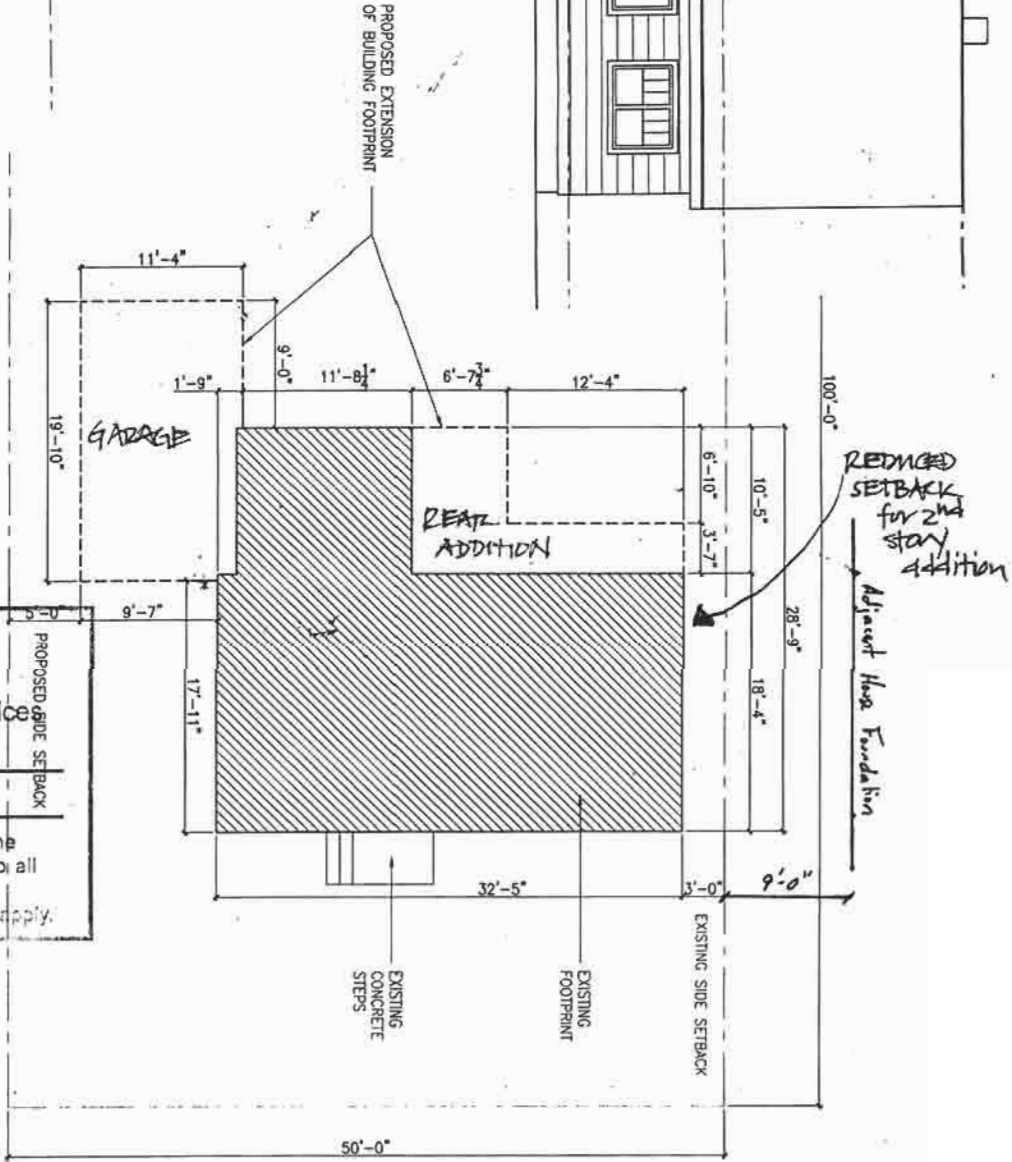 PROPOSED EXTENSION
OF BUILDING FOOTPRINT
11'-4"
9'-0"
1'-9"
11'-8¼"
6'-7¾"
12'-4"
100'-0"
19'-10"
GARAGE
6'-10"
10'-5"
REDUCED
SETBACK
for 2nd
story
addition
REAR
ADDITION
3'-7"
28'-9"
Adjacent House Foundation
5'-0"
9'-7"
PROPOSED SIDE SETBACK
17'-11"
18'-4"
all
apply.
32'-5"
3'-0"
9'-0"
EXISTING SIDE SETBACK
EXISTING
CONCRETE
STEPS
EXISTING
FOOTPRINT
50'-0"